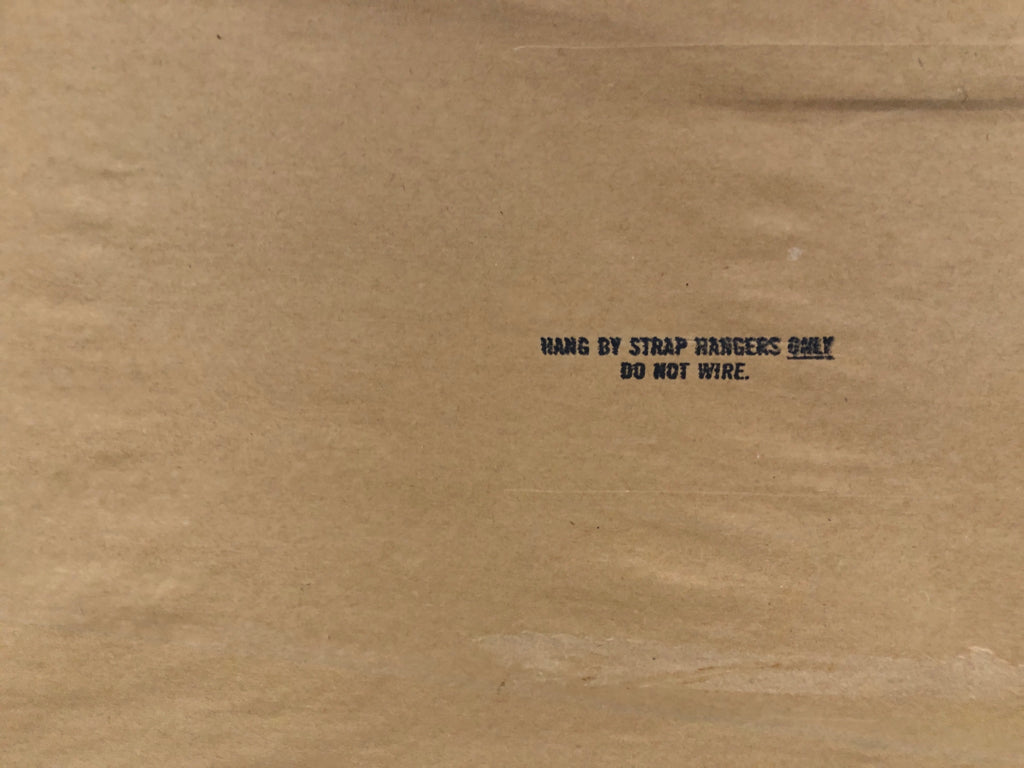 HANG BY STRAP HANGERS ONLY
DO NOT WIRE.